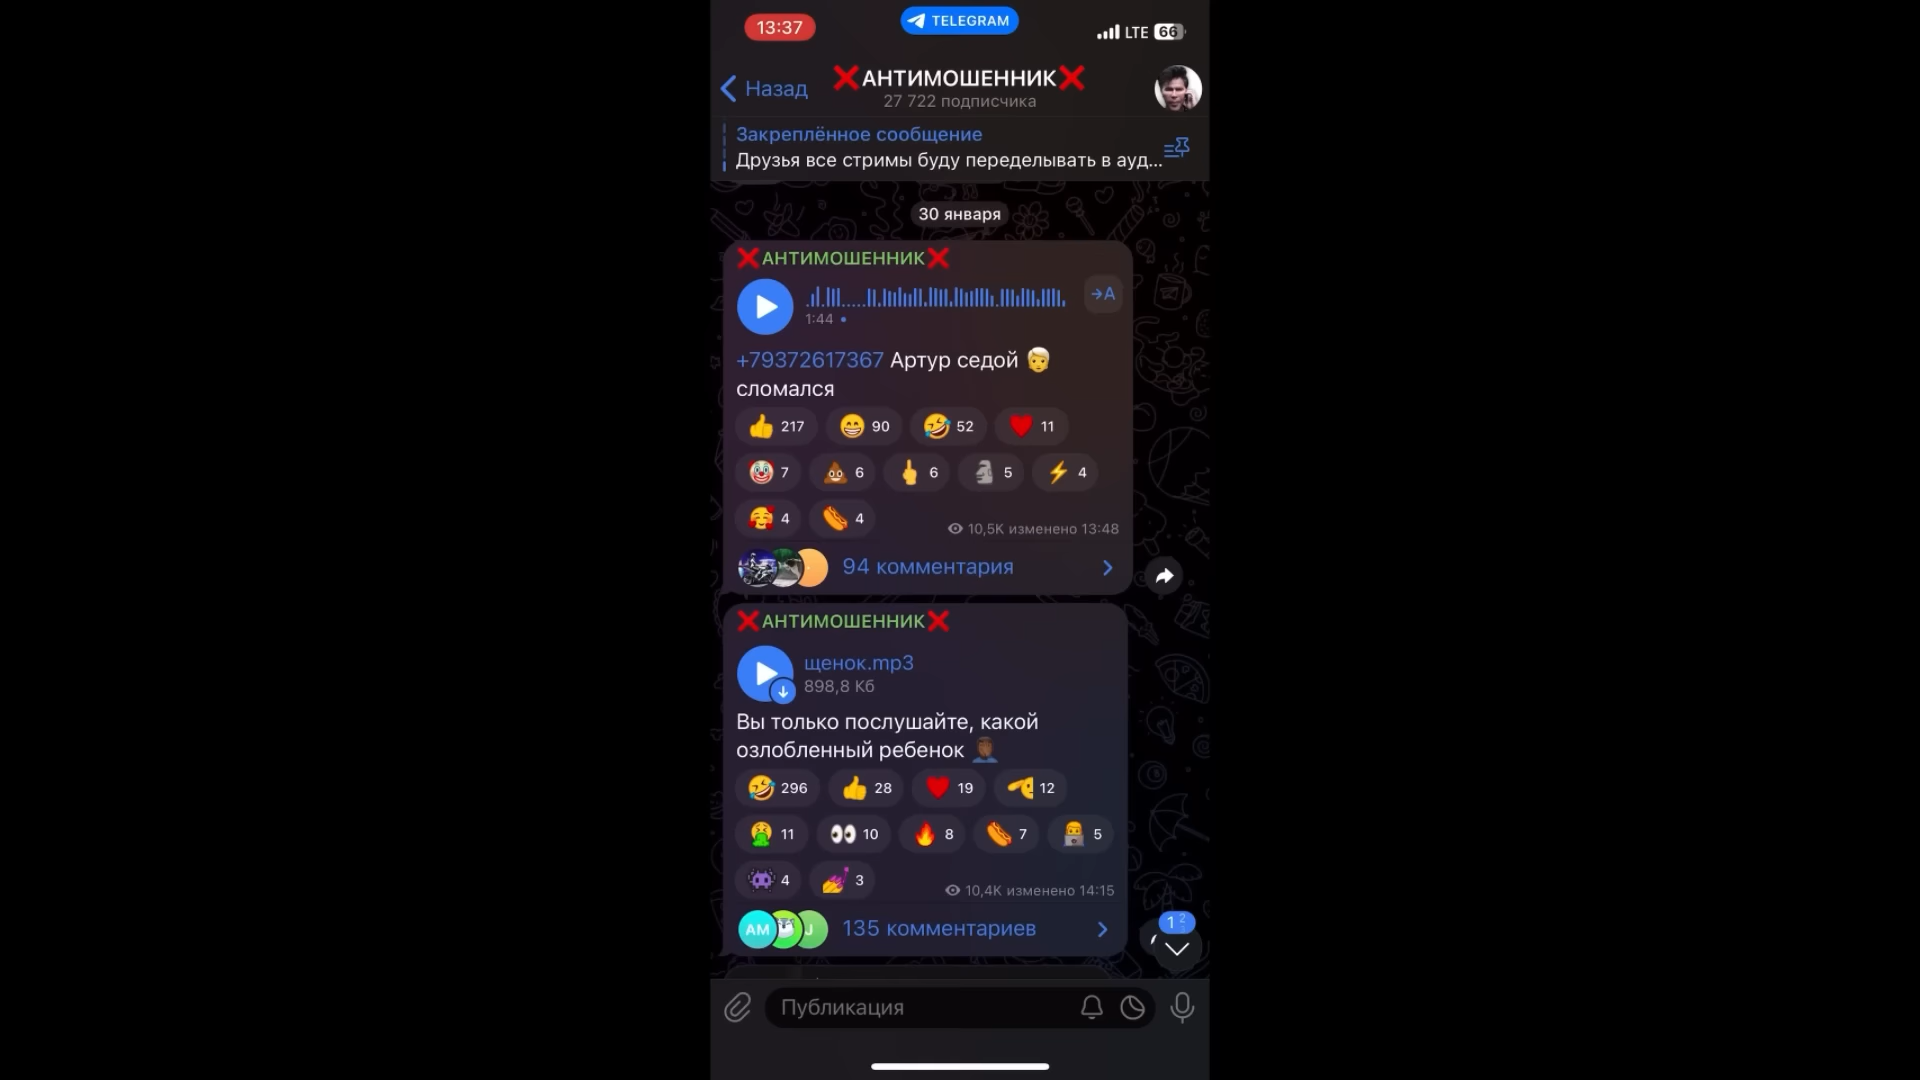 13:37
TELEGRAM
LTE 66
Назад
❌АНТИМОШЕННИК❌
27 722 подписчика
Закреплённое сообщение
Друзья все стримы буду переделывать в ауд...
30 января
❌АНТИМОШЕННИК❌
→A
1:44
+79372617367 Артур седой 👨‍🦳
сломался
👍 217 😁 90 🤣 52 ❤️ 11
🤡 7 💩 6 🖕 6 🗿 5 ⚡ 4
🥰 4 🌭 4
10,5K изменено 13:48
94 комментария
❌АНТИМОШЕННИК❌
щенок.mp3
898,8 Кб
Вы только послушайте, какой
озлобленный ребенок 🤦🏾‍♂️
🤣 296 👍 28 ❤️ 19 🫡 12
🤮 11 👀 10 🔥 8 🌭 7 👨‍💻 5
👾 4 💅 3
10,4K изменено 14:15
AM J
135 комментариев
Публикация